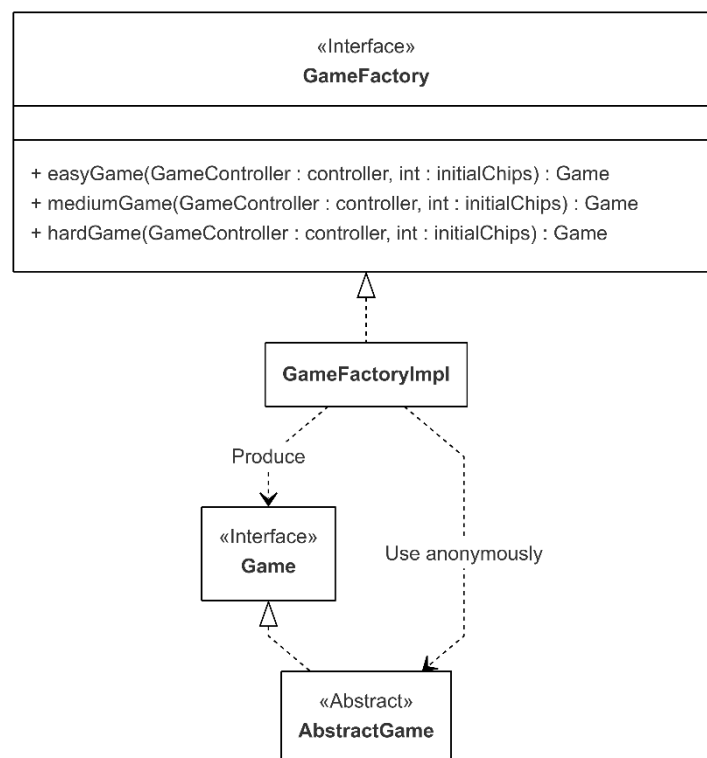 «Interface»
GameFactory
+ easyGame(GameController : controller, int : initialChips) : Game
+ mediumGame(GameController : controller, int : initialChips) : Game
+ hardGame(GameController : controller, int : initialChips) : Game
GameFactoryImpl
Produce
«Interface»
Game
Use anonymously
«Abstract»
AbstractGame